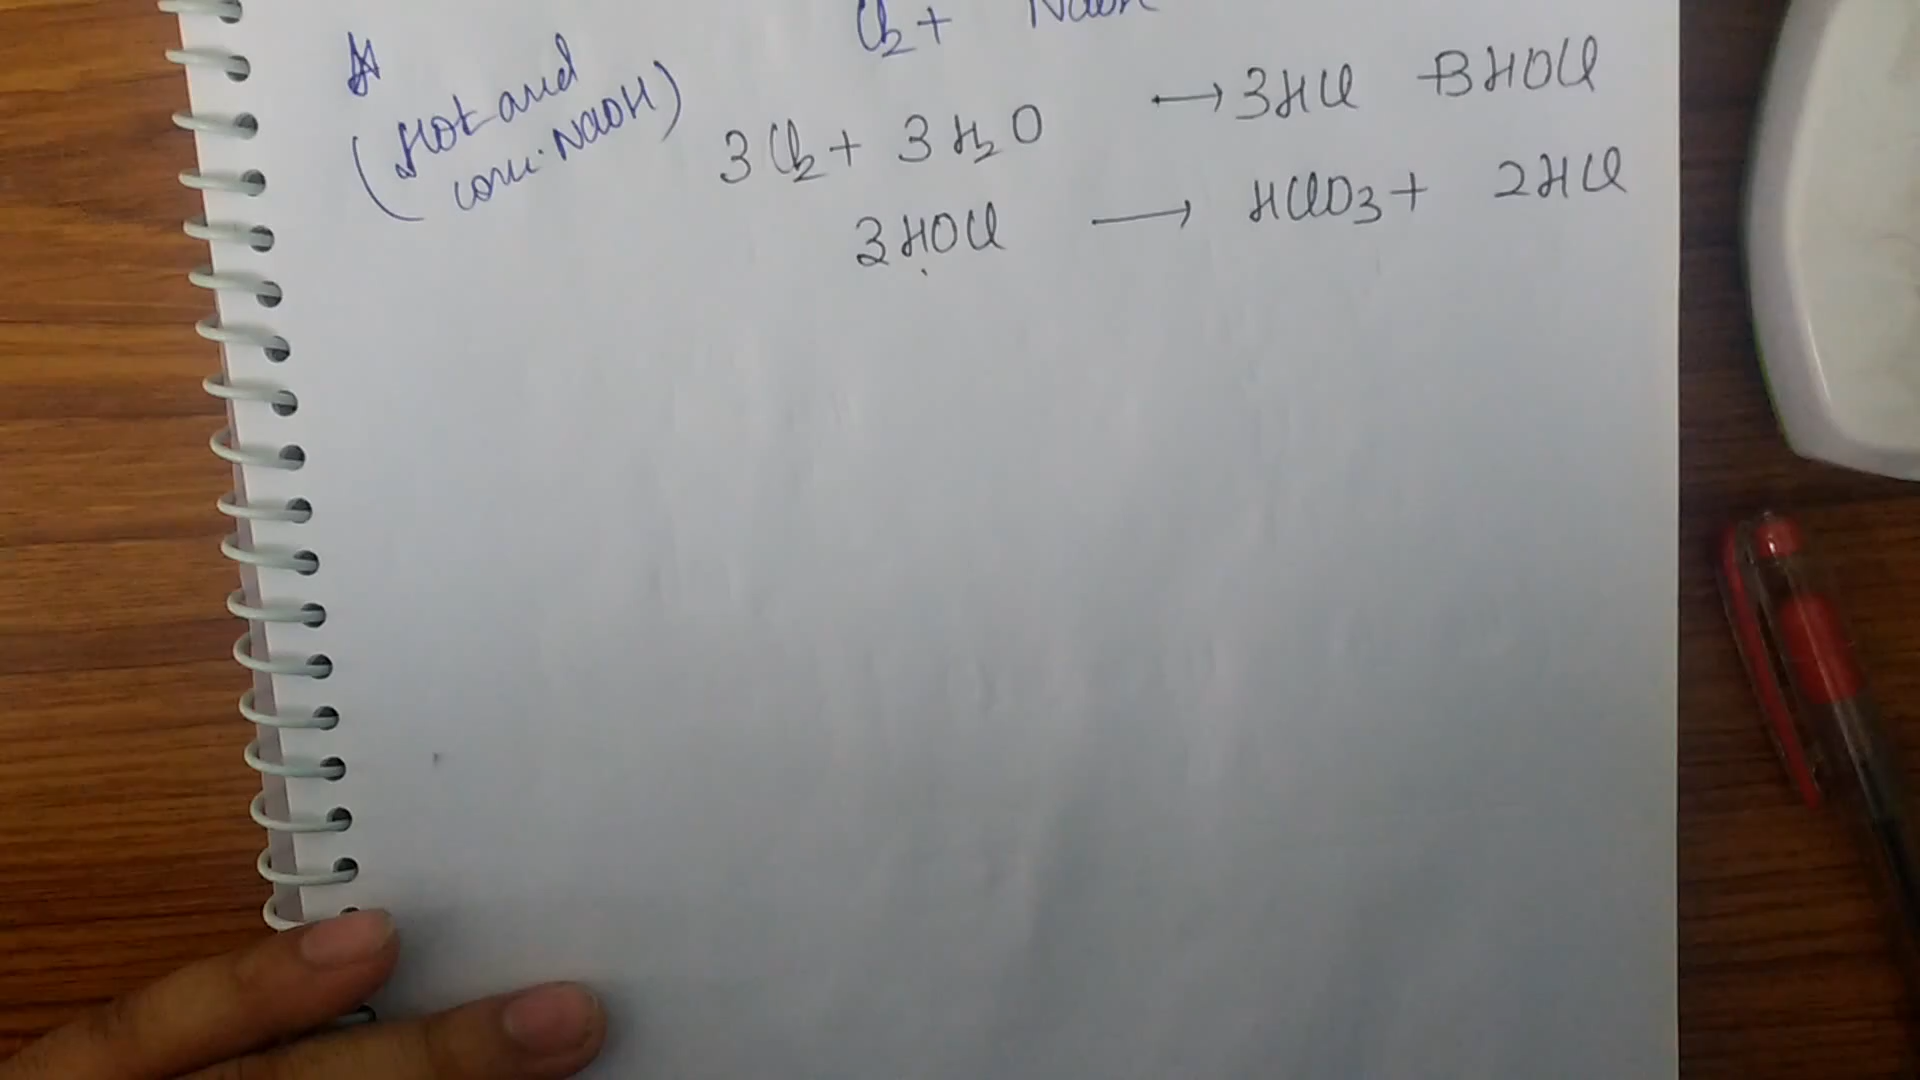 Cl₂ + NaOH
(Hot and
conc. NaOH)
3Cl₂ + 3H₂O → 3HCl + 3HOCl
3HOCl → HClO₃ + 2HCl